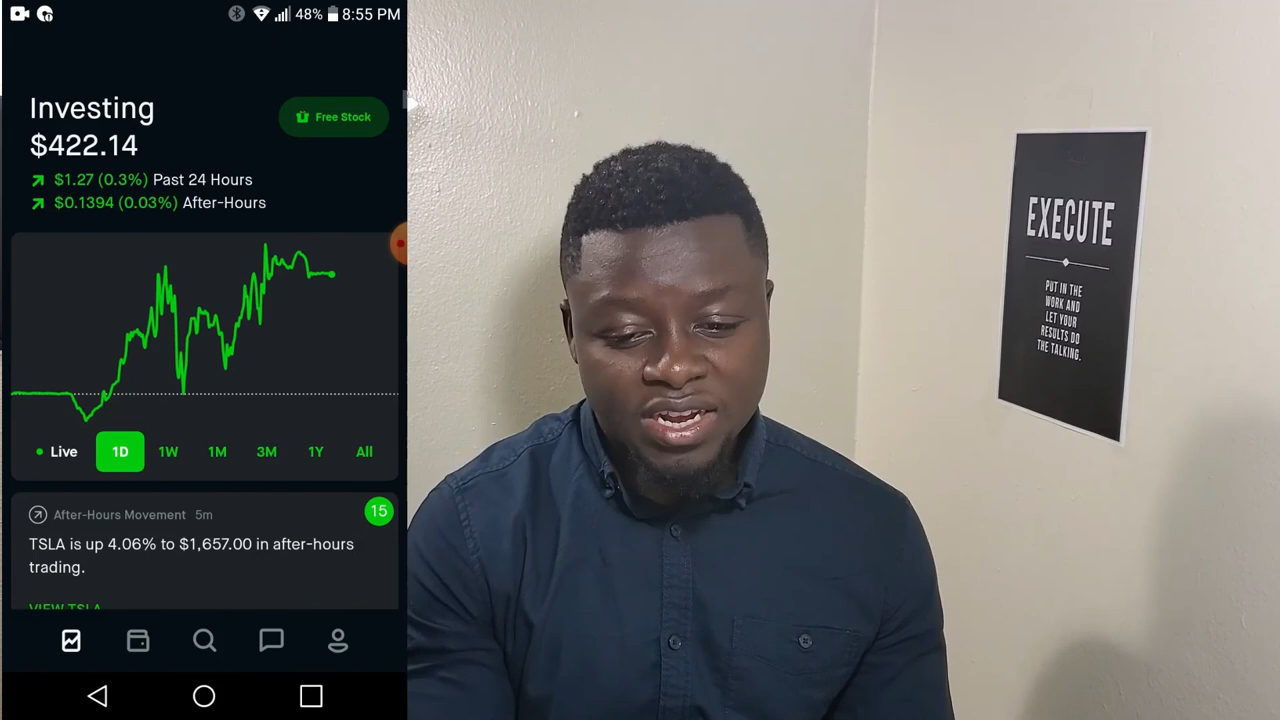 48% 8:55 PM
Investing
$422.14
Free Stock
$1.27 (0.3%) Past 24 Hours
$0.1394 (0.03%) After-Hours
Live 1D 1W 1M 3M 1Y All
After-Hours Movement 5m
15
TSLA is up 4.06% to $1,657.00 in after-hours
trading.
VIEW TSLA
EXECUTE
PUT IN THE
WORK AND
LET YOUR
RESULTS DO
THE TALKING.